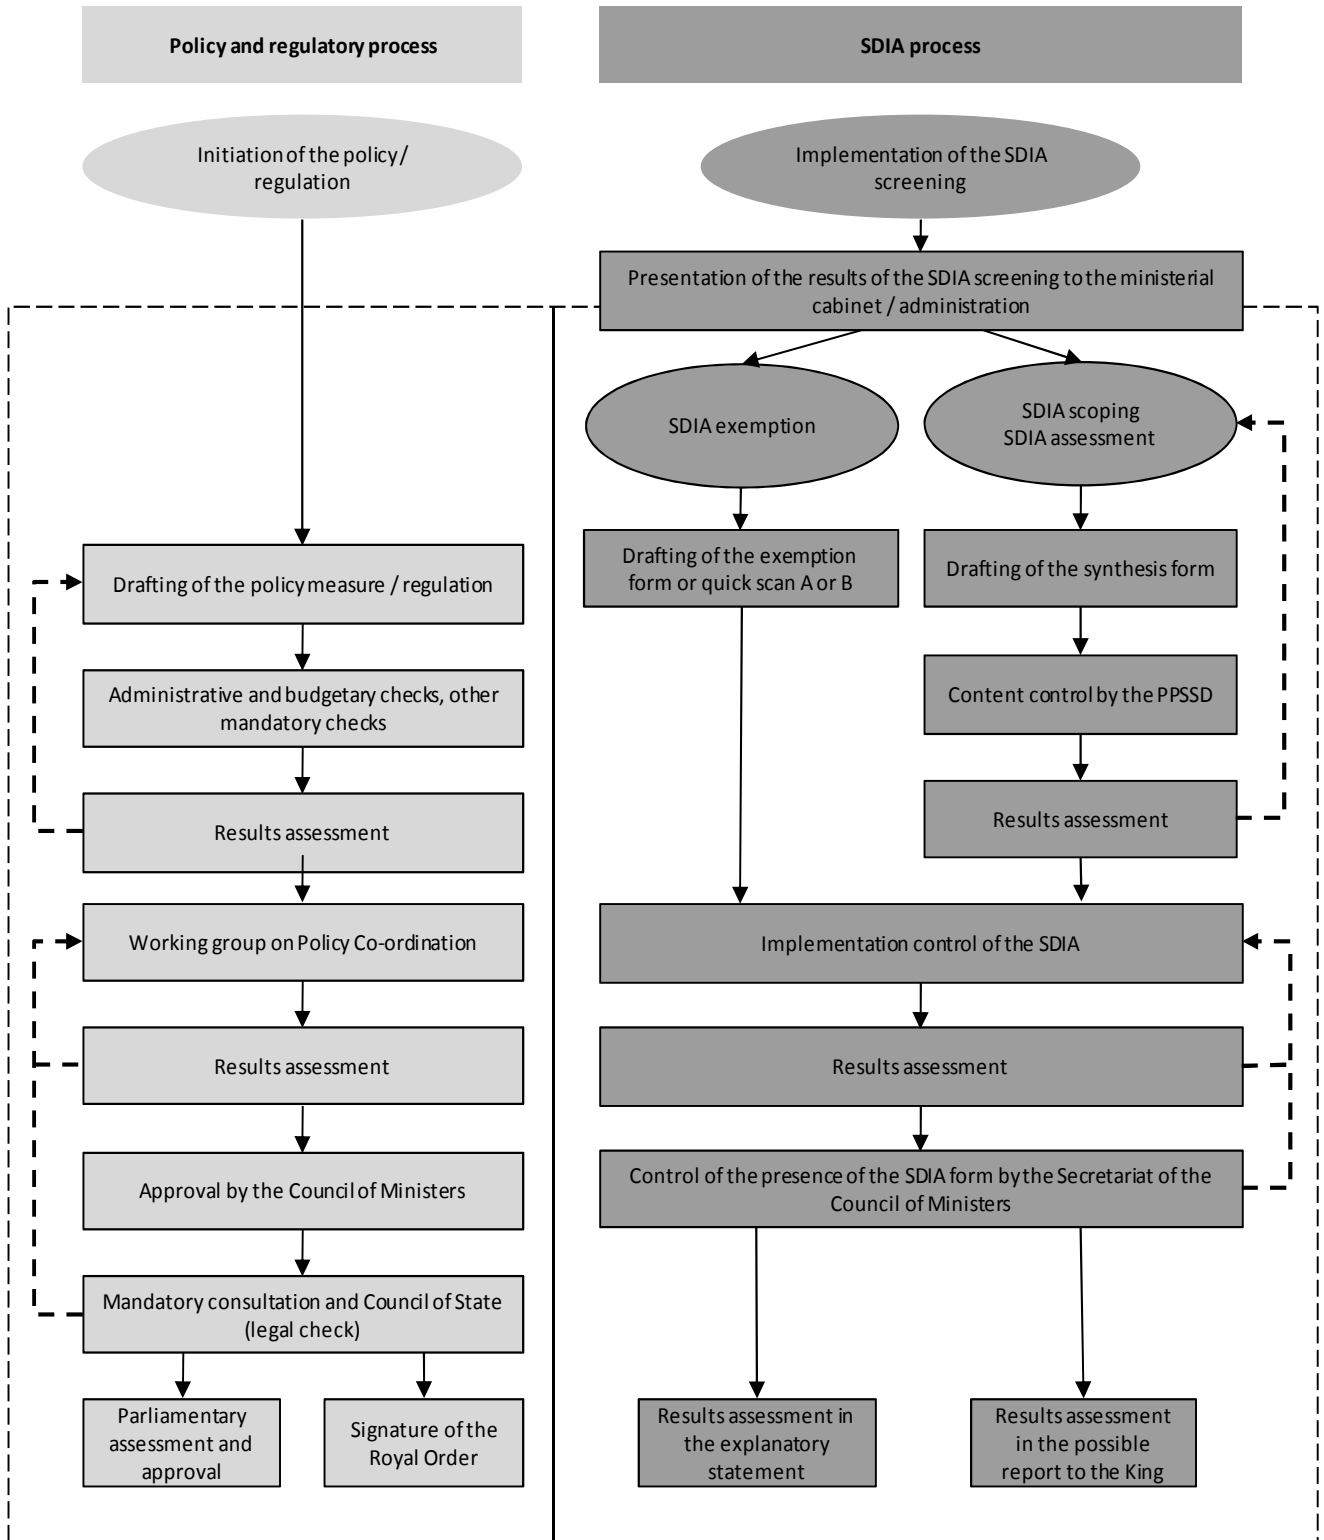 Policy and regulatory process
SDIA process
Initiation of the policy /
regulation
Implementation of the SDIA
screening
Presentation of the results of the SDIA screening to the ministerial
cabinet / administration
SDIA exemption
SDIA scoping
SDIA assessment
Drafting of the policy measure / regulation
Drafting of the exemption
form or quick scan A or B
Drafting of the synthesis form
Administrative and budgetary checks, other
mandatory checks
Content control by the PPSSD
Results assessment
Results assessment
Working group on Policy Co-ordination
Implementation control of the SDIA
Results assessment
Results assessment
Approval by the Council of Ministers
Control of the presence of the SDIA form by the Secretariat of the
Council of Ministers
Mandatory consultation and Council of State
(legal check)
Parliamentary
assessment and
approval
Signature of the
Royal Order
Results assessment in
the explanatory
statement
Results assessment
in the possible
report to the King